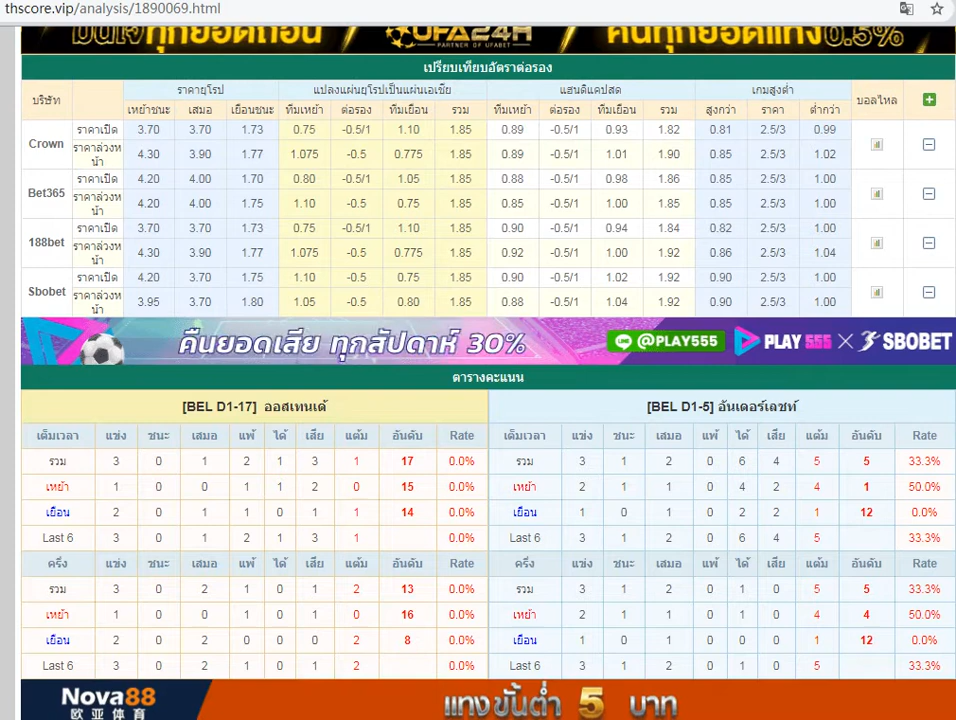 thscore.vip/analysis/1890069.html
UFA24H
PARTNER OF UFABET
คืนทุกยอดแทง0.5%
เปรียบเทียบอัตราต่อรอง
บริษัท ราคายุโรป แปลงแผ่นยุโรปเป็นแผ่นเอเชีย แฮนดิแคปสด เกมสูงต่ำ บอลไหล
เหย้าชนะ เสมอ เยือนชนะ ทีมเหย้า ต่อรอง ทีมเยือน รวม ทีมเหย้า ต่อรอง ทีมเยือน รวม สูงกว่า ราคา ต่ำกว่า
Crown ราคาเปิด 3.70 3.70 1.73 0.75 -0.5/1 1.10 1.85 0.89 -0.5/1 0.93 1.82 0.81 2.5/3 0.99
ราคาล่วงหน้า 4.30 3.90 1.77 1.075 -0.5 0.775 1.85 0.89 -0.5/1 1.01 1.90 0.85 2.5/3 1.02
Bet365 ราคาเปิด 4.20 4.00 1.70 0.80 -0.5/1 1.05 1.85 0.88 -0.5/1 0.98 1.86 0.85 2.5/3 1.00
ราคาล่วงหน้า 4.20 4.00 1.75 1.10 -0.5 0.75 1.85 0.85 -0.5/1 1.00 1.85 0.85 2.5/3 1.00
188bet ราคาเปิด 3.70 3.70 1.73 0.75 -0.5/1 1.10 1.85 0.90 -0.5/1 0.94 1.84 0.82 2.5/3 1.00
ราคาล่วงหน้า 4.30 3.90 1.77 1.075 -0.5 0.775 1.85 0.92 -0.5/1 1.00 1.92 0.86 2.5/3 1.04
Sbobet ราคาเปิด 4.20 3.70 1.75 1.10 -0.5 0.75 1.85 0.90 -0.5/1 1.02 1.92 0.90 2.5/3 1.00
ราคาล่วงหน้า 3.95 3.70 1.80 1.05 -0.5 0.80 1.85 0.88 -0.5/1 1.04 1.92 0.90 2.5/3 1.00
คืนยอดเสีย ทุกสัปดาห์ 30% @PLAY555 PLAY 555 X SBOBET
ตารางคะแนน
[BEL D1-17] ออสเทนเด้ [BEL D1-5] อันเดอร์เลชท์
เต็มเวลา แข่ง ชนะ เสมอ แพ้ ได้ เสีย แต้ม อันดับ Rate เต็มเวลา แข่ง ชนะ เสมอ แพ้ ได้ เสีย แต้ม อันดับ Rate
รวม 3 0 1 2 1 3 1 17 0.0% รวม 3 1 2 0 6 4 5 5 33.3%
เหย้า 1 0 0 1 1 2 0 15 0.0% เหย้า 2 1 1 0 4 2 4 1 50.0%
เยือน 2 0 1 1 0 1 1 14 0.0% เยือน 1 0 1 0 2 2 1 12 0.0%
Last 6 3 0 1 2 1 3 1 0.0% Last 6 3 1 2 0 6 4 5 33.3%
ครึ่ง แข่ง ชนะ เสมอ แพ้ ได้ เสีย แต้ม อันดับ Rate ครึ่ง แข่ง ชนะ เสมอ แพ้ ได้ เสีย แต้ม อันดับ Rate
รวม 3 0 2 1 0 1 2 13 0.0% รวม 3 1 2 0 1 0 5 5 33.3%
เหย้า 1 0 0 1 0 1 0 16 0.0% เหย้า 2 1 1 0 1 0 4 4 50.0%
เยือน 2 0 2 0 0 0 2 8 0.0% เยือน 1 0 1 0 0 0 1 12 0.0%
Last 6 3 0 2 1 0 1 2 0.0% Last 6 3 1 2 0 1 0 5 33.3%
Nova88 แทงขั้นต่ำ 5 บาท
欧亚体育